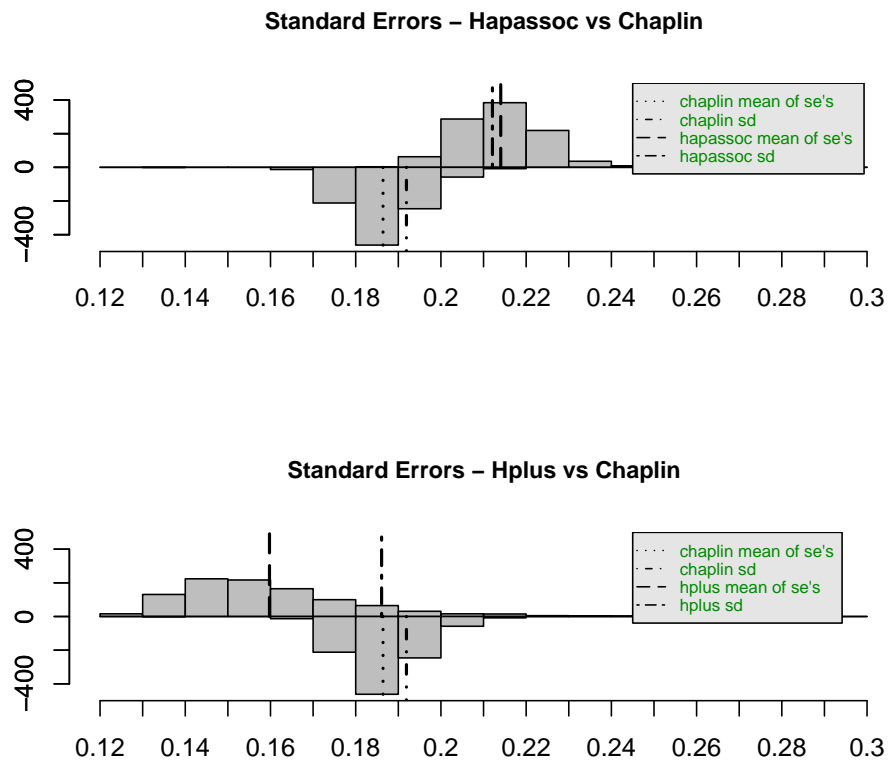 Standard Errors − Hapassoc vs Chaplin
400
0
−400
chaplin mean of se's
chaplin sd
hapassoc mean of se's
hapassoc sd
0.12 0.14 0.16 0.18 0.2 0.22 0.24 0.26 0.28 0.3
Standard Errors − Hplus vs Chaplin
400
0
−400
chaplin mean of se's
chaplin sd
hplus mean of se's
hplus sd
0.12 0.14 0.16 0.18 0.2 0.22 0.24 0.26 0.28 0.3